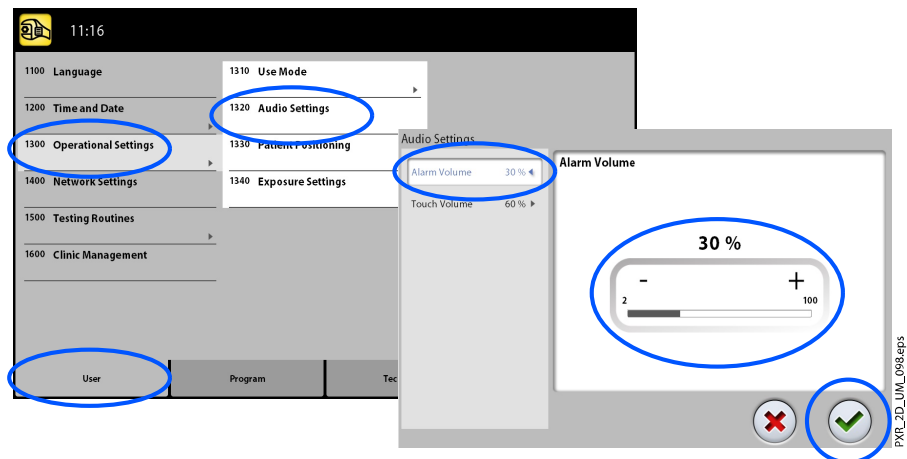 11:16
1100 Language
1200 Time and Date
1300 Operational Settings
1400 Network Settings
1500 Testing Routines
1600 Clinic Management
1310 Use Mode
1320 Audio Settings
1330 Patient Positioning
1340 Exposure Settings
User
Program
Tec
Audio Settings
Alarm Volume 30 %
Touch Volume 60 %
Alarm Volume
30 %
- +
2 100
PXR_2D_UM_098.eps